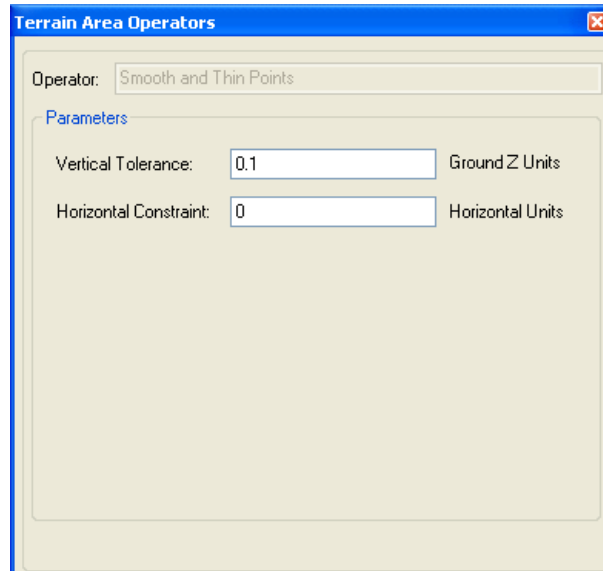 Terrain Area Operators
Operator: Smooth and Thin Points
Parameters
Vertical Tolerance: 0.1 Ground Z Units
Horizontal Constraint: 0 Horizontal Units